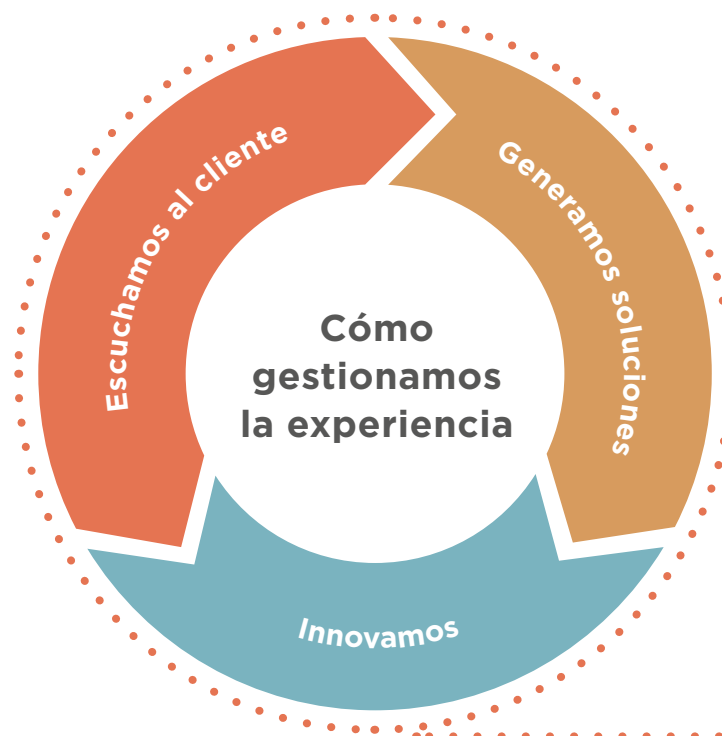 Cómo
gestionamos
la experiencia
Escuchamos al cliente
Generamos soluciones
Innovamos